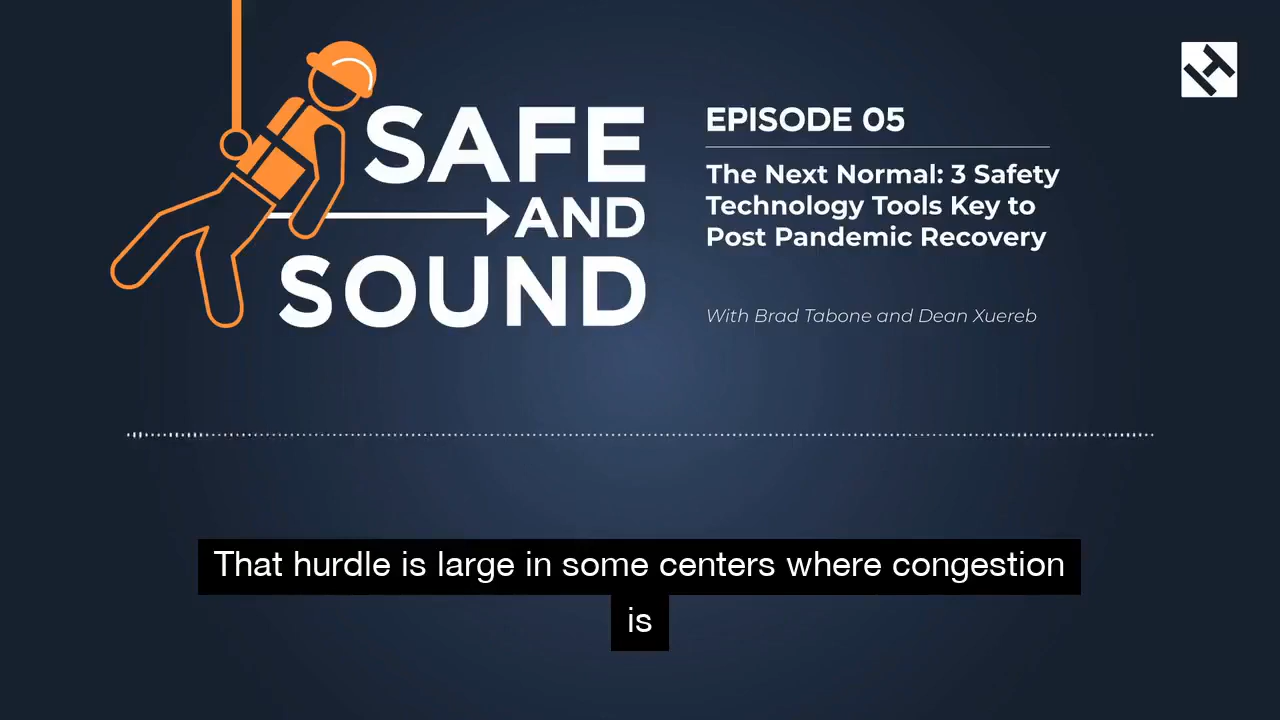 SAFE
AND
SOUND
EPISODE 05
The Next Normal: 3 Safety
Technology Tools Key to
Post Pandemic Recovery
With Brad Tabone and Dean Xuereb
That hurdle is large in some centers where congestion
is